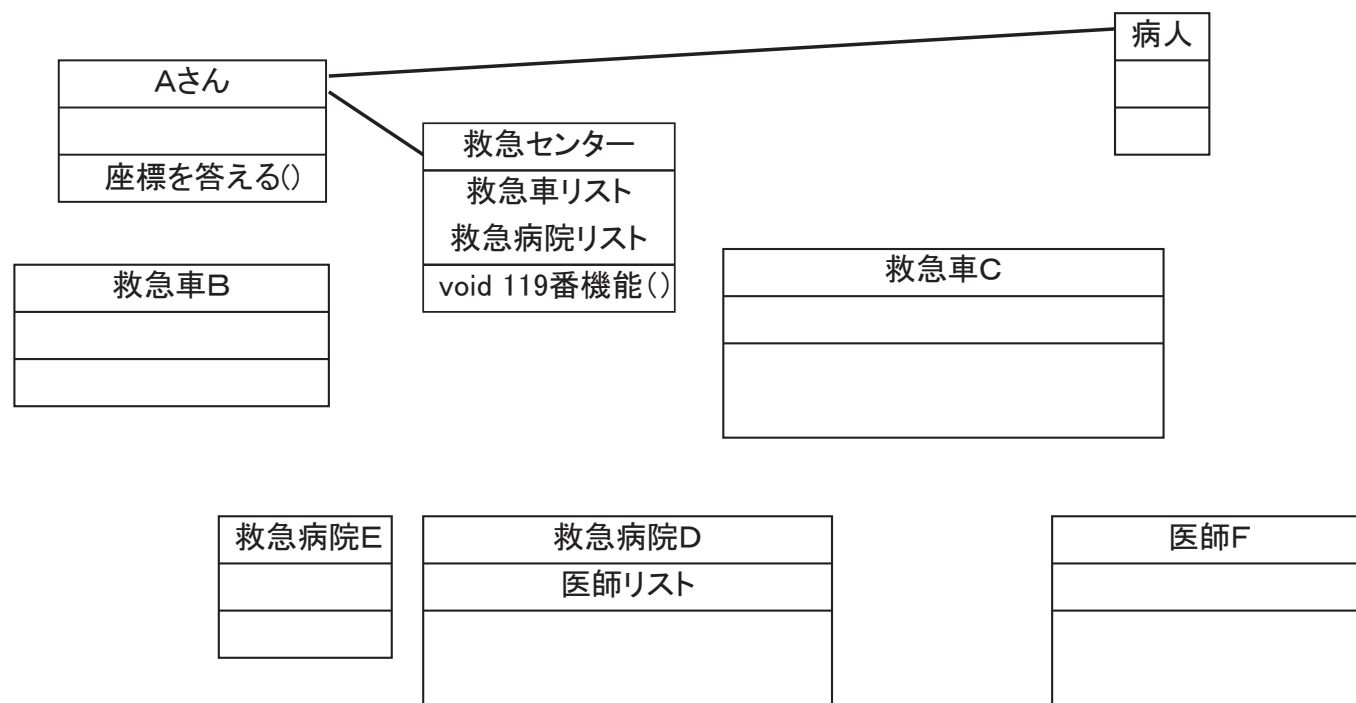 病人
Aさん
座標を答える()
救急センター
救急車リスト
救急病院リスト
void 119番機能()
救急車B
救急車C
救急病院E
救急病院D
医師リスト
医師F